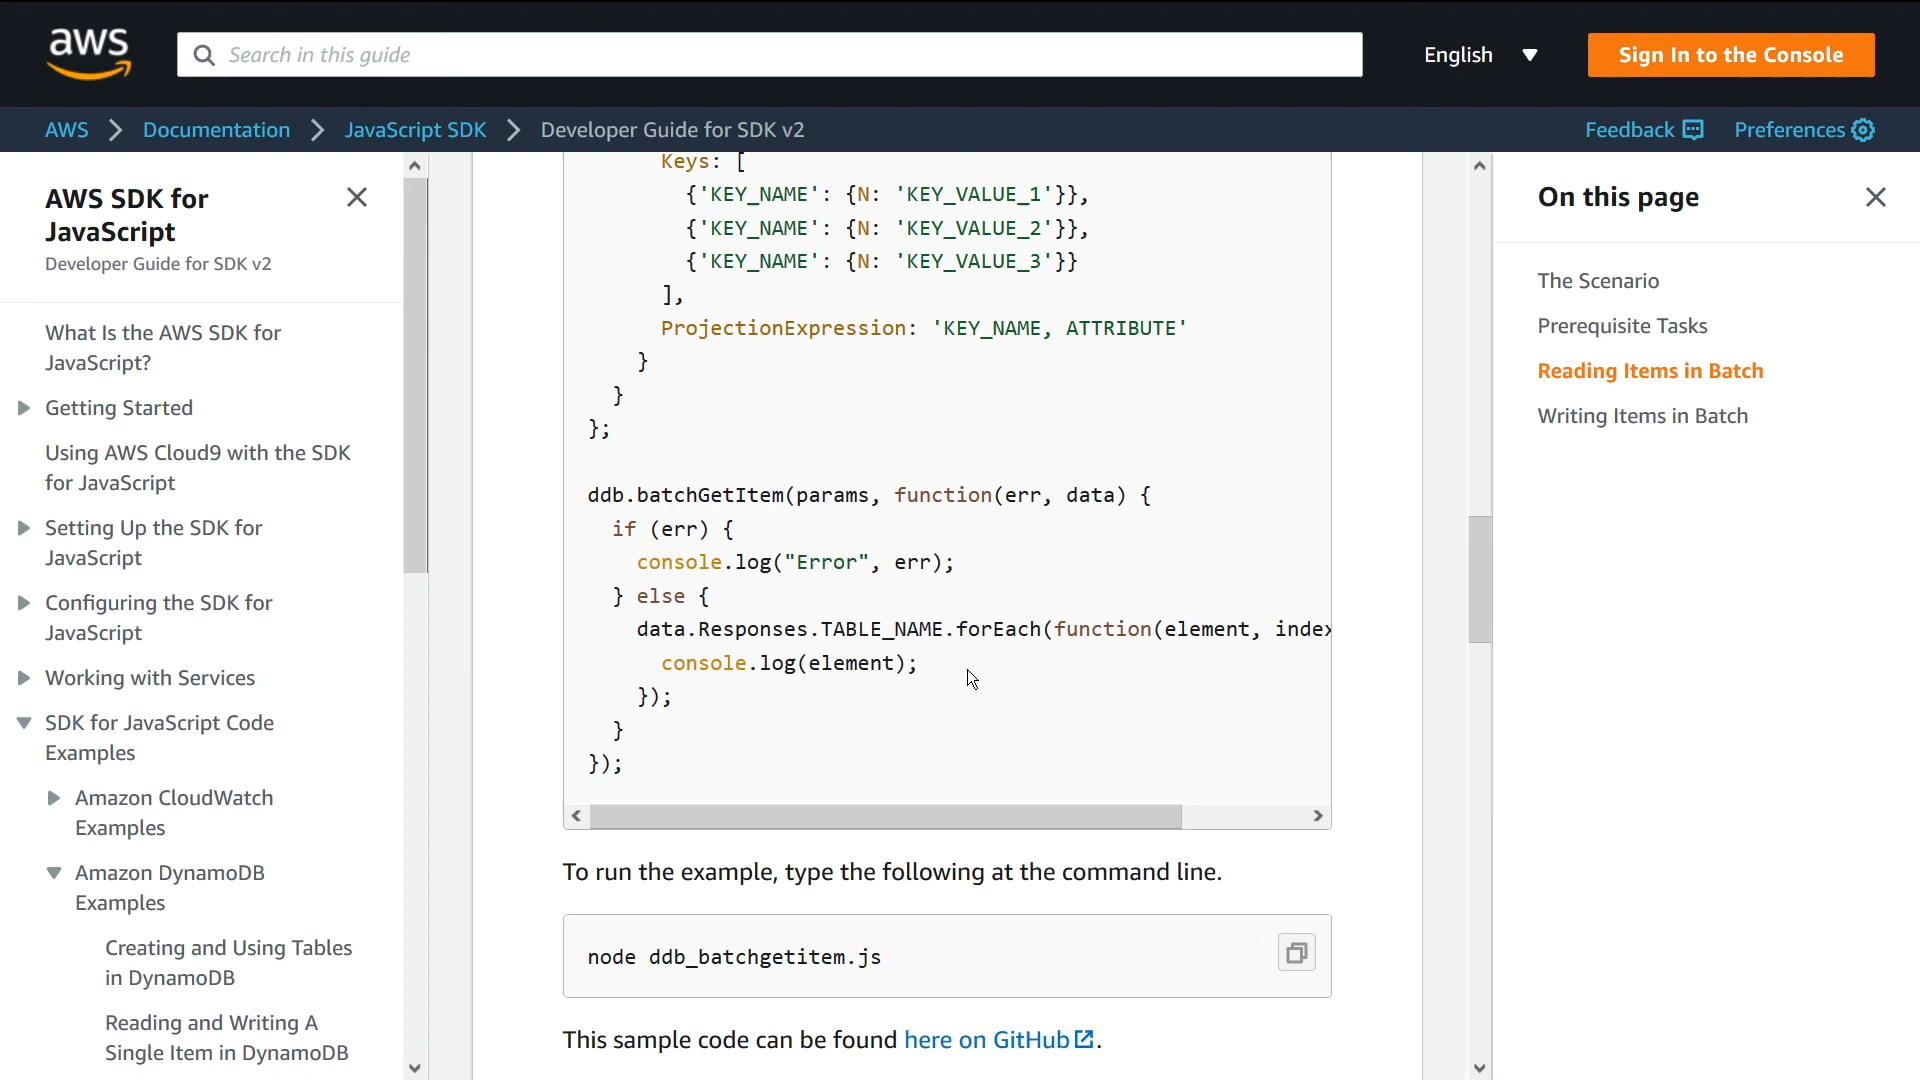 aws
Search in this guide
English
Sign In to the Console
AWS
Documentation
JavaScript SDK
Developer Guide for SDK v2
Feedback
Preferences
AWS SDK for
JavaScript
Developer Guide for SDK v2
What Is the AWS SDK for
JavaScript?
Getting Started
Using AWS Cloud9 with the SDK
for JavaScript
Setting Up the SDK for
JavaScript
Configuring the SDK for
JavaScript
Working with Services
SDK for JavaScript Code
Examples
Amazon CloudWatch
Examples
Amazon DynamoDB
Examples
Creating and Using Tables
in DynamoDB
Reading and Writing A
Single Item in DynamoDB
Keys: [
{'KEY_NAME': {N: 'KEY_VALUE_1'}},
{'KEY_NAME': {N: 'KEY_VALUE_2'}},
{'KEY_NAME': {N: 'KEY_VALUE_3'}}
],
ProjectionExpression: 'KEY_NAME, ATTRIBUTE'
}
}
};
ddb.batchGetItem(params, function(err, data) {
if (err) {
console.log("Error", err);
} else {
data.Responses.TABLE_NAME.forEach(function(element, index
console.log(element);
});
}
});
To run the example, type the following at the command line.
node ddb_batchgetitem.js
This sample code can be found here on GitHub.
On this page
The Scenario
Prerequisite Tasks
Reading Items in Batch
Writing Items in Batch